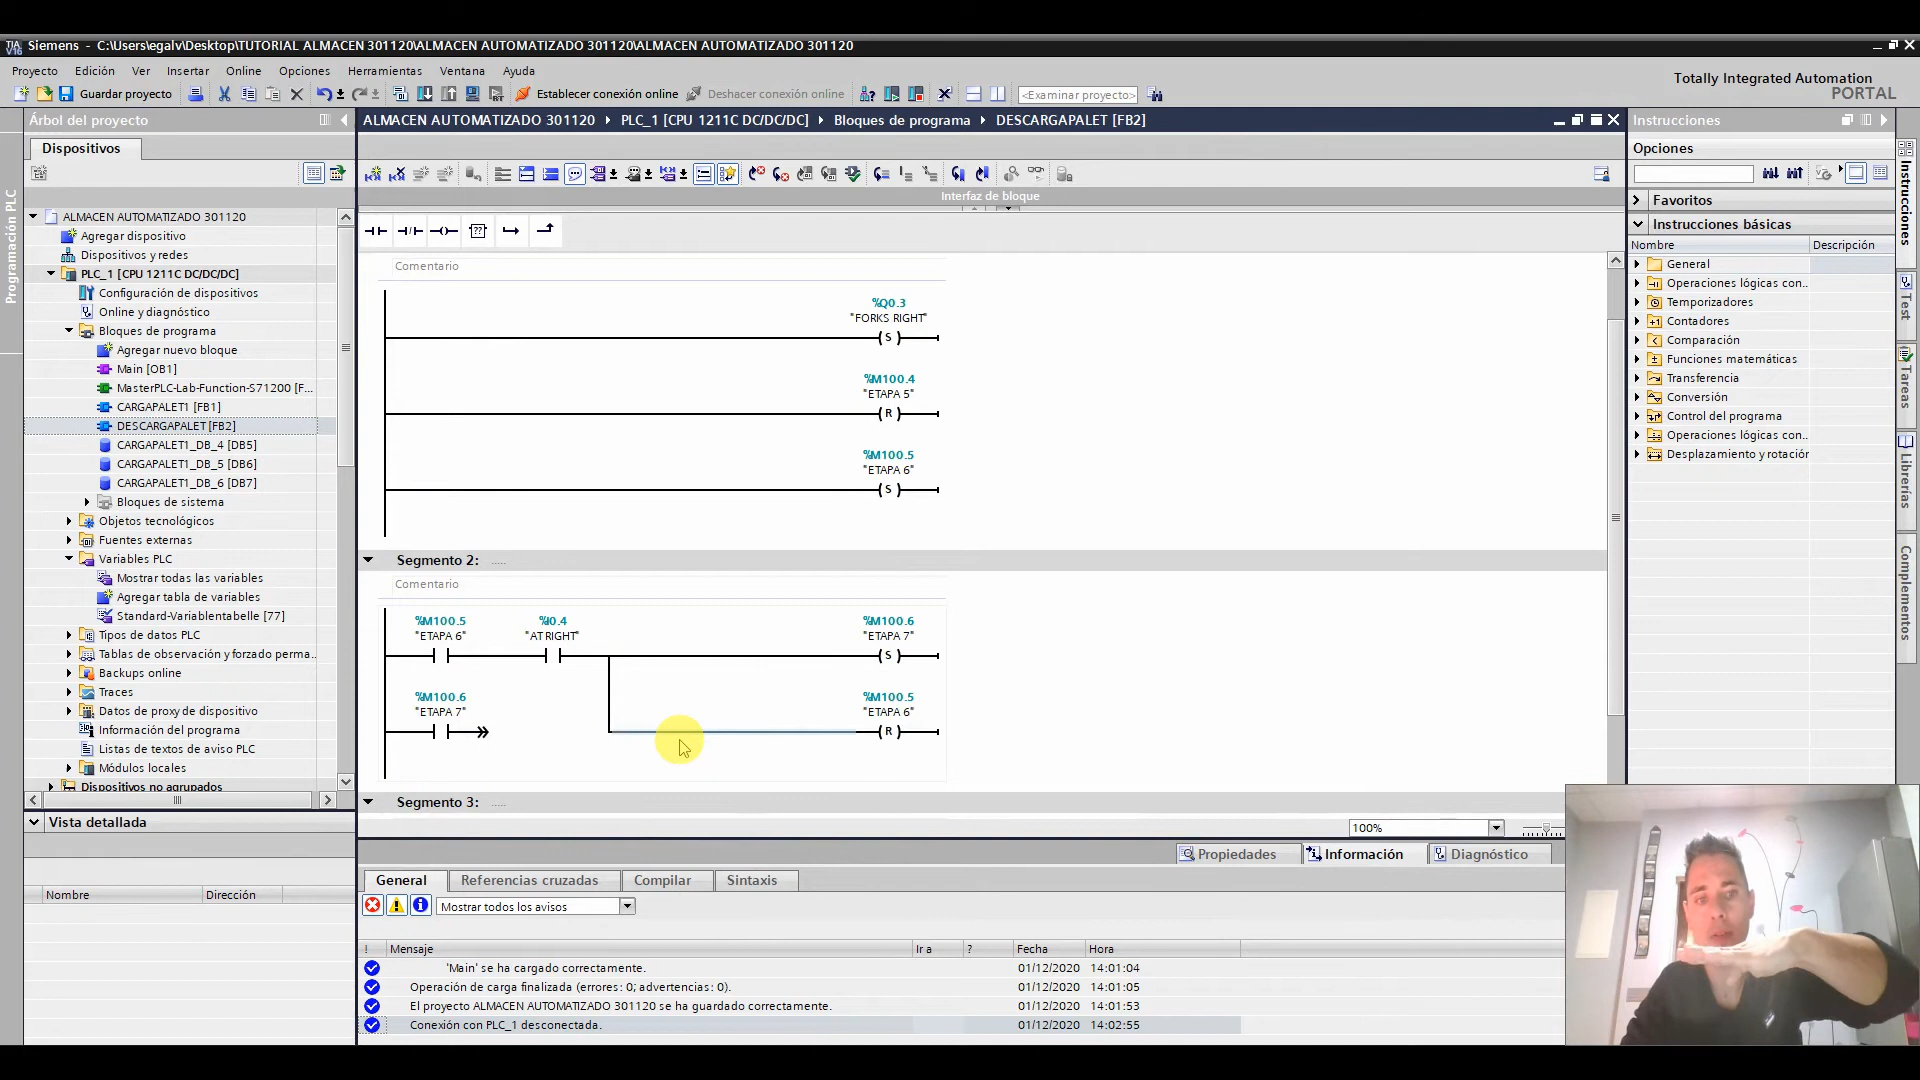 Siemens - C:\Users\egalv\Desktop\TUTORIAL ALMACEN 301120\ALMACEN AUTOMATIZADO 301120\ALMACEN AUTOMATIZADO 301120
Proyecto Edición Ver Insertar Online Opciones Herramientas Ventana Ayuda
Totally Integrated Automation
PORTAL
Guardar proyecto
Establecer conexión online
Deshacer conexión online
<Examinar proyecto>
Árbol del proyecto
ALMACEN AUTOMATIZADO 301120 PLC_1 [CPU 1211C DC/DC/DC] Bloques de programa DESCARGAPALET [FB2]
Instrucciones
Dispositivos
Opciones
Programación PLC
Interfaz de bloque
ALMACEN AUTOMATIZADO 301120
Agregar dispositivo
Dispositivos y redes
PLC_1 [CPU 1211C DC/DC/DC]
Configuración de dispositivos
Online y diagnóstico
Bloques de programa
Agregar nuevo bloque
Main [OB1]
MasterPLC-Lab-Function-S71200 [F...
CARGAPALET1 [FB1]
DESCARGAPALET [FB2]
CARGAPALET1_DB_4 [DB5]
CARGAPALET1_DB_5 [DB6]
CARGAPALET1_DB_6 [DB7]
Bloques de sistema
Objetos tecnológicos
Fuentes externas
Variables PLC
Mostrar todas las variables
Agregar tabla de variables
Standard-Variablentabelle [77]
Tipos de datos PLC
Tablas de observación y forzado perma...
Backups online
Traces
Datos de proxy de dispositivo
Información del programa
Listas de textos de aviso PLC
Módulos locales
Dispositivos no agrupados
Vista detallada
Nombre Dirección
??
Comentario
%Q0.3
"FORKS RIGHT"
S
%M100.4
"ETAPA 5"
R
%M100.5
"ETAPA 6"
S
Segmento 2: .....
Comentario
%M100.5 %I0.4 %M100.6
"ETAPA 6" "AT RIGHT" "ETAPA 7"
S
%M100.6 %M100.5
"ETAPA 7" "ETAPA 6"
R
Segmento 3: .....
100%
Favoritos
Instrucciones básicas
Nombre Descripción
General
Operaciones lógicas con..
Temporizadores
Contadores
Comparación
Funciones matemáticas
Transferencia
Conversión
Control del programa
Operaciones lógicas con..
Desplazamiento y rotación
Instrucciones
Test
Tareas
Librerías
Complementos
Propiedades Información Diagnóstico
General Referencias cruzadas Compilar Sintaxis
Mostrar todos los avisos
! Mensaje Ir a ? Fecha Hora
'Main' se ha cargado correctamente. 01/12/2020 14:01:04
Operación de carga finalizada (errores: 0; advertencias: 0). 01/12/2020 14:01:05
El proyecto ALMACEN AUTOMATIZADO 301120 se ha guardado correctamente. 01/12/2020 14:01:53
Conexión con PLC_1 desconectada. 01/12/2020 14:02:55